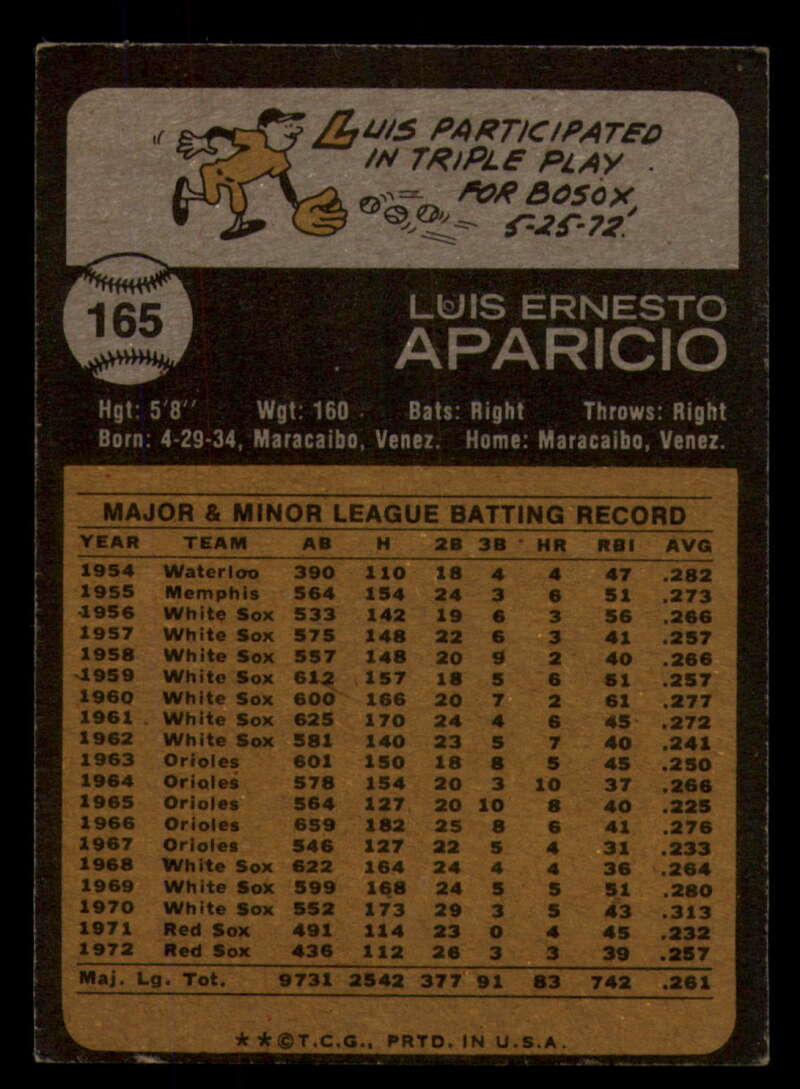 LUIS PARTICIPATED
IN TRIPLE PLAY
FOR BOSOX,
5-25-72.
165
LUIS ERNESTO
APARICIO
Hgt: 5'8" Wgt: 160 Bats: Right Throws: Right
Born: 4-29-34, Maracaibo, Venez. Home: Maracaibo, Venez.
MAJOR & MINOR LEAGUE BATTING RECORD
YEAR TEAM AB H 2B 3B HR RBI AVG
1954 Waterloo 390 110 18 4 4 47 .282
1955 Memphis 564 154 24 3 6 51 .273
1956 White Sox 533 142 19 6 3 56 .266
1957 White Sox 575 148 22 6 3 41 .257
1958 White Sox 557 148 20 9 2 40 .266
1959 White Sox 612 157 18 5 6 51 .257
1960 White Sox 600 166 20 7 2 61 .277
1961 White Sox 625 170 24 4 6 45 .272
1962 White Sox 581 140 23 5 7 40 .241
1963 Orioles 601 150 18 8 5 45 .250
1964 Orioles 578 154 20 3 10 37 .266
1965 Orioles 564 127 20 10 8 40 .225
1966 Orioles 659 182 25 8 6 41 .276
1967 Orioles 546 127 22 5 4 31 .233
1968 White Sox 622 164 24 4 4 36 .264
1969 White Sox 599 168 24 5 5 51 .280
1970 White Sox 552 173 29 3 5 43 .313
1971 Red Sox 491 114 23 0 4 45 .232
1972 Red Sox 436 112 26 3 3 39 .257
Maj. Lg. Tot. 9731 2542 377 91 83 742 .261
**©T.C.G., PRTD. IN U.S.A.